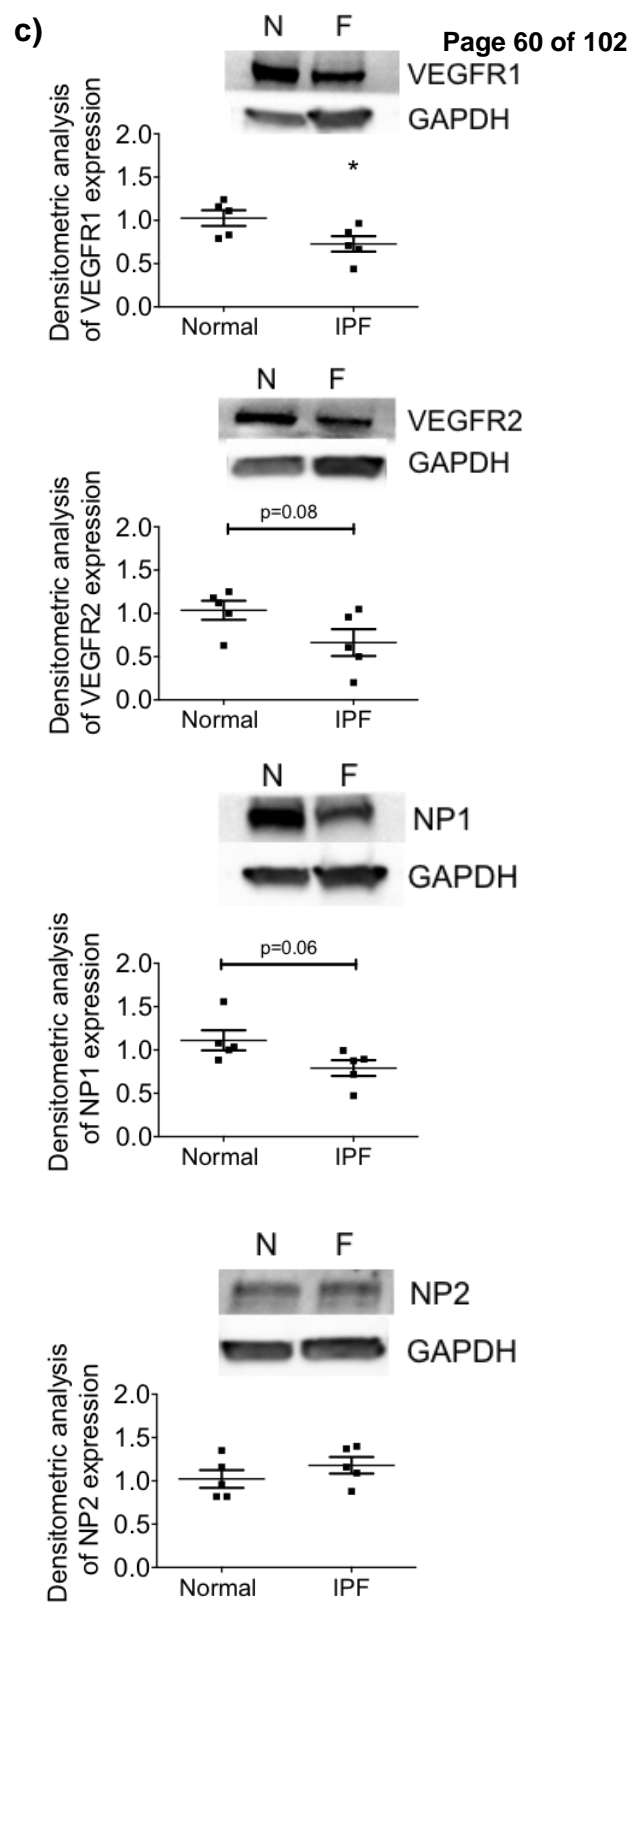 c)
Page 60 of 102
N F
VEGFR1
GAPDH
Densitometric analysis
of VEGFR1 expression
2.0
1.5
1.0
0.5
0.0
*
Normal IPF
N F
VEGFR2
GAPDH
Densitometric analysis
of VEGFR2 expression
2.0
1.5
1.0
0.5
0.0
p=0.08
Normal IPF
N F
NP1
GAPDH
Densitometric analysis
of NP1 expression
2.0
1.5
1.0
0.5
0.0
p=0.06
Normal IPF
N F
NP2
GAPDH
Densitometric analysis
of NP2 expression
2.0
1.5
1.0
0.5
0.0
Normal IPF